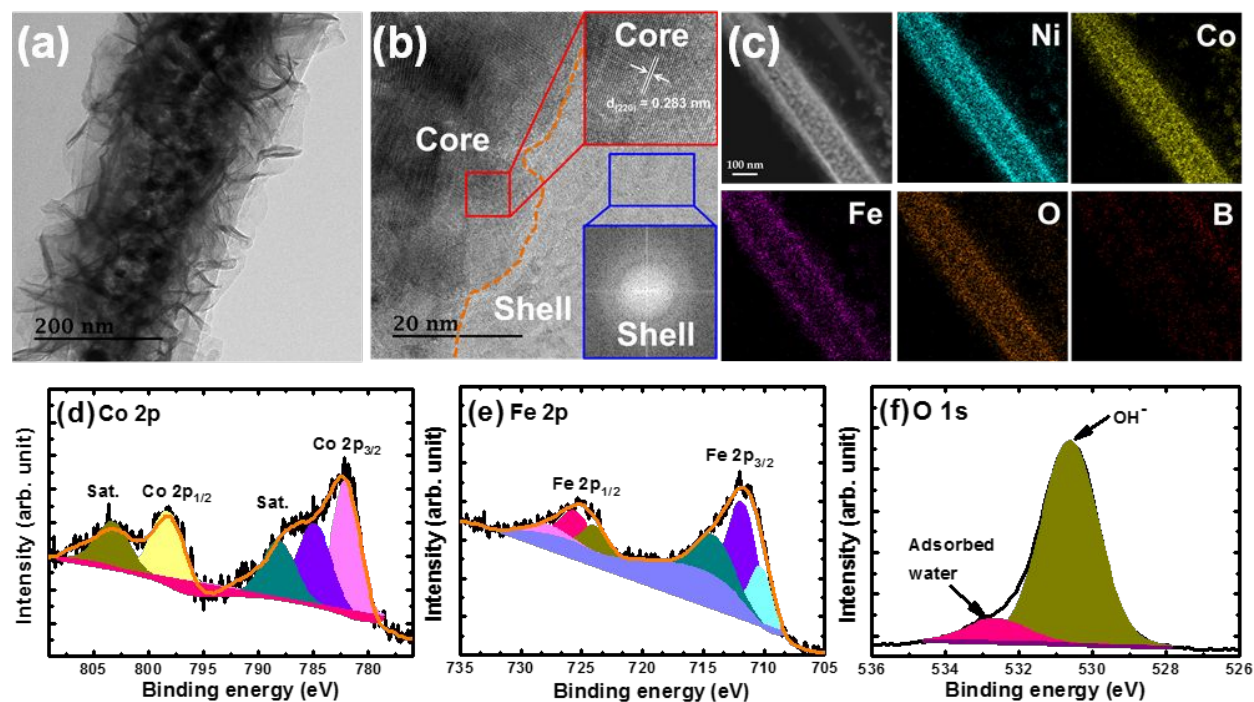 (a)
200 nm
(b)
Core
d(220) = 0.283 nm
Core
Shell
20 nm
Shell
(c)
100 nm
Ni
Co
Fe
O
B
(d) Co 2p
Co 2p3/2
Sat.
Co 2p1/2
Sat.
Intensity (arb. unit)
805 800 795 790 785 780
Binding energy (eV)
(e) Fe 2p
Fe 2p3/2
Fe 2p1/2
Intensity (arb. unit)
735 730 725 720 715 710 705
Binding energy (eV)
(f) O 1s
OH⁻
Adsorbed
water
Intensity (arb. unit)
536 534 532 530 528 526
Binding energy (eV)